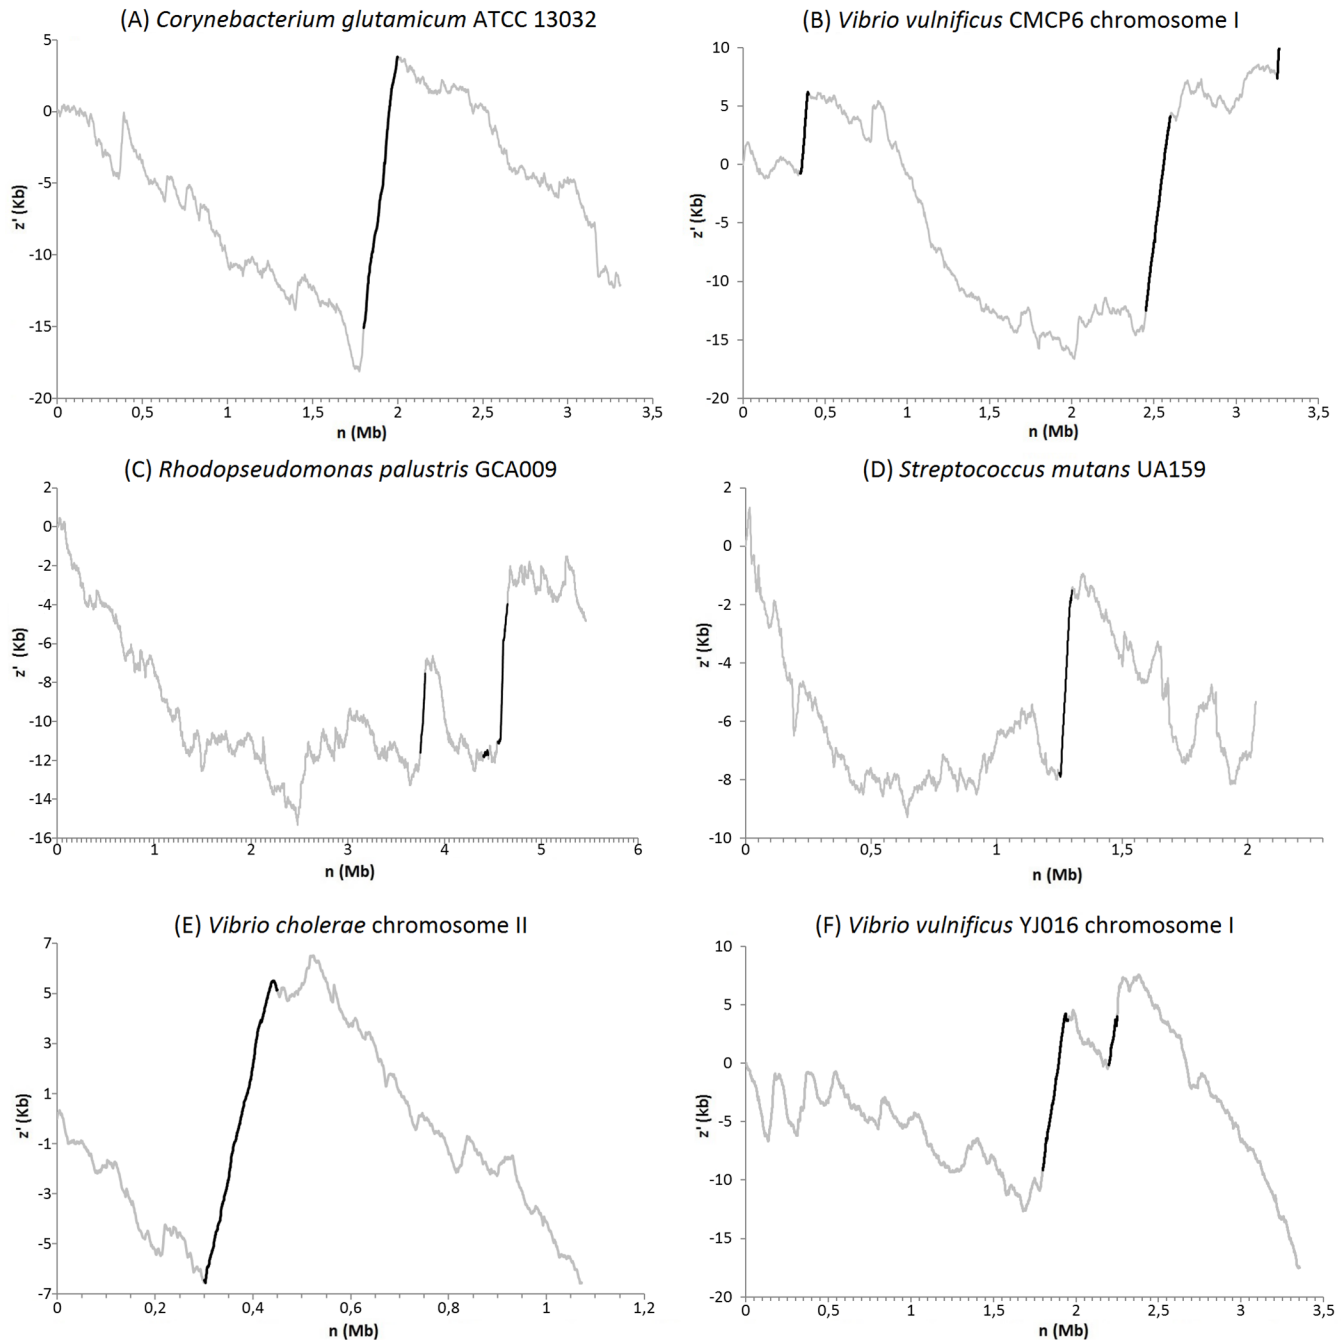 (A) Corynebacterium glutamicum ATCC 13032
5
0
-5
-10
-15
-20
z' (Kb)
0 0,5 1 1,5 2 2,5 3 3,5
n (Mb)
(B) Vibrio vulnificus CMCP6 chromosome I
10
5
0
-5
-10
-15
-20
z' (Kb)
0 0,5 1 1,5 2 2,5 3 3,5
n (Mb)
(C) Rhodopseudomonas palustris GCA009
2
0
-2
-4
-6
-8
-10
-12
-14
-16
z' (Kb)
0 1 2 3 4 5 6
n (Mb)
(D) Streptococcus mutans UA159
2
0
-2
-4
-6
-8
-10
z' (Kb)
0 0,5 1 1,5 2
n (Mb)
(E) Vibrio cholerae chromosome II
7
5
3
1
-1
-3
-5
-7
z' (Kb)
0 0,2 0,4 0,6 0,8 1 1,2
n (Mb)
(F) Vibrio vulnificus YJ016 chromosome I
10
5
0
-5
-10
-15
-20
z' (kb)
0 0,5 1 1,5 2 2,5 3 3,5
n (Mb)